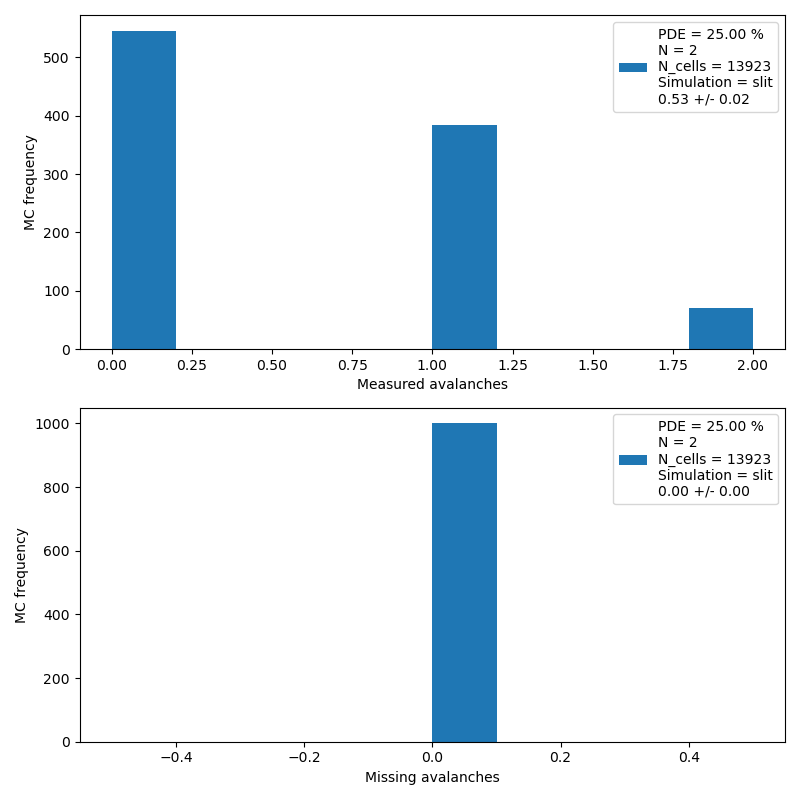 PDE = 25.00 %
N = 2
N_cells = 13923
Simulation = slit
0.53 +/- 0.02
MC frequency
500
400
300
200
100
0
0.00 0.25 0.50 0.75 1.00 1.25 1.50 1.75 2.00
Measured avalanches
PDE = 25.00 %
N = 2
N_cells = 13923
Simulation = slit
0.00 +/- 0.00
MC frequency
1000
800
600
400
200
0
−0.4 −0.2 0.0 0.2 0.4
Missing avalanches